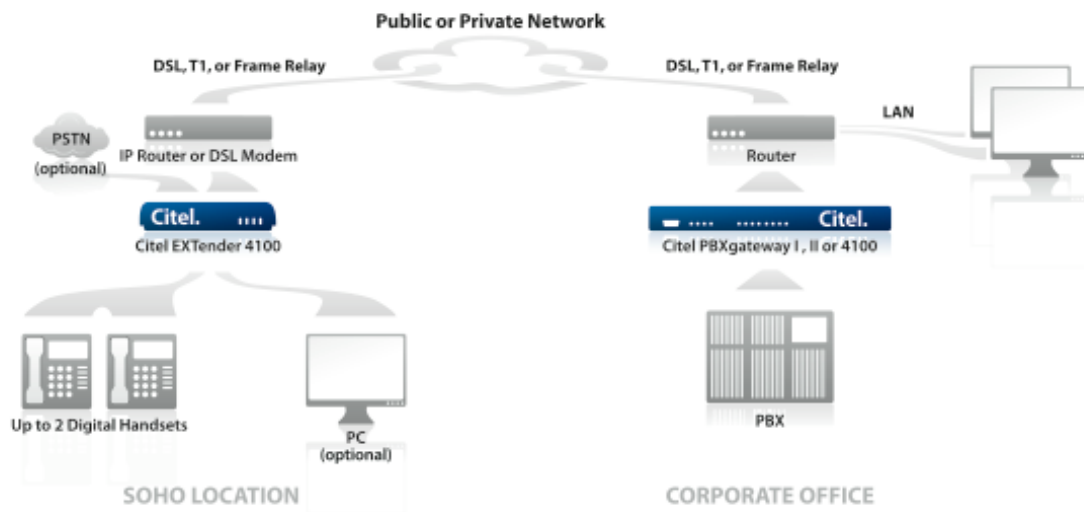 Public or Private Network
DSL, T1, or Frame Relay
DSL, T1, or Frame Relay
LAN
PSTN
(optional)
IP Router or DSL Modem
Router
Citel.
Citel.
Citel EXTender 4100
Citel PBXgateway I , II or 4100
Up to 2 Digital Handsets
PC
(optional)
PBX
SOHO LOCATION
CORPORATE OFFICE